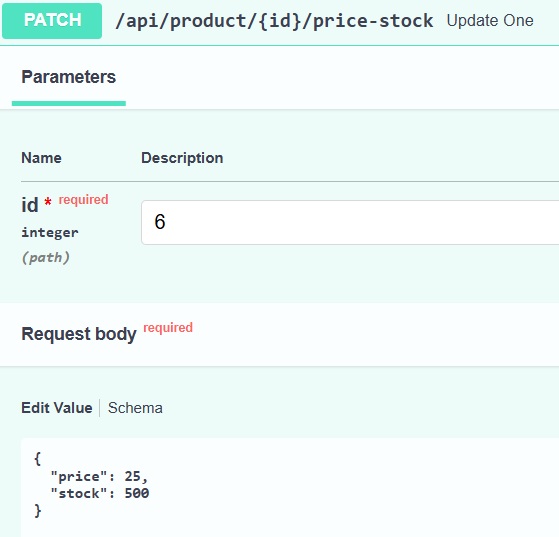 PATCH /api/product/{id}/price-stock Update One
Parameters
Name Description
id * required
6
integer
(path)
Request body required
Edit Value Schema
{
  "price": 25,
  "stock": 500
}